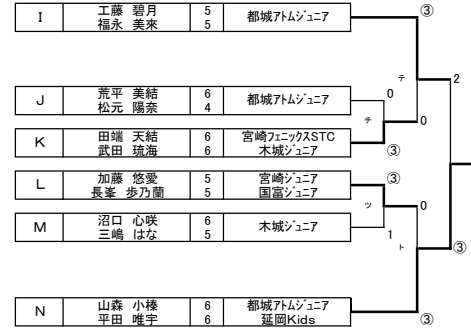 I 工藤 碧月 5 都城アトムジュニア ③
福永 美來 5
テ 2
J 荒平 美結 6 都城アトムジュニア 0
松元 陽奈 4
チ 0
K 田端 天結 6 宮崎フェニックスSTC
武田 琉海 6 木城ジュニア ③
L 加藤 悠愛 5 宮崎ジュニア ③
長峯 歩乃蘭 5 国富ジュニア
ツ 0
M 沼口 心咲 6 木城ジュニア
三嶋 はな 5 1
ト ③
N 山森 小榛 6 都城アトムジュニア
平田 唯宇 6 延岡Kids ③